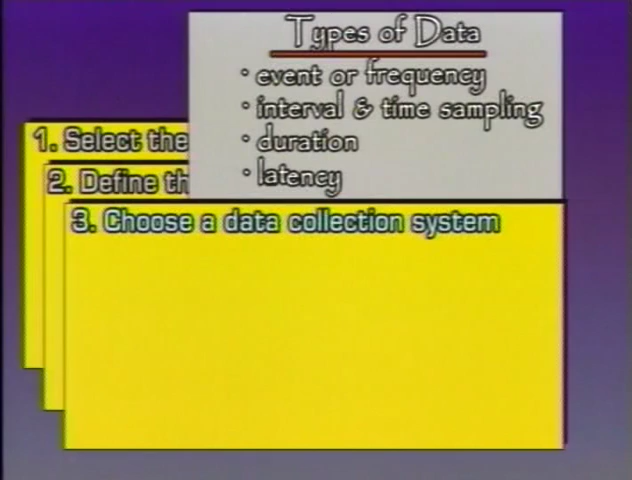 Types of Data
· event or frequency
· interval & time sampling
· duration
· latency
1. Select the
2. Define th
3. Choose a data collection system